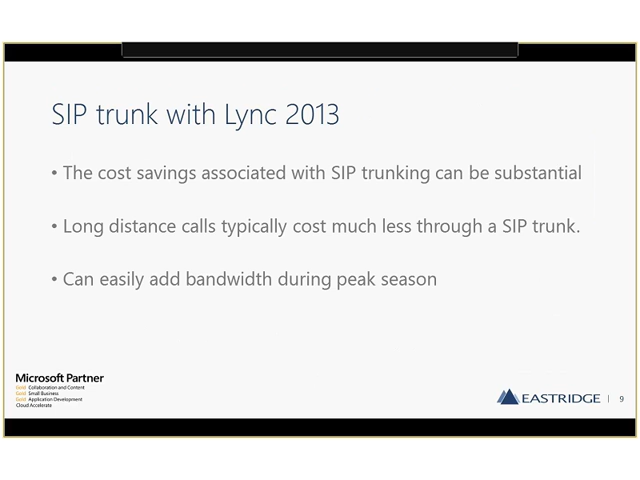 SIP trunk with Lync 2013
• The cost savings associated with SIP trunking can be substantial
• Long distance calls typically cost much less through a SIP trunk.
• Can easily add bandwidth during peak season
Microsoft Partner
Gold Collaboration and Content
Gold Small Business
Gold Application Development
Cloud Accelerate
EASTRIDGE | 9